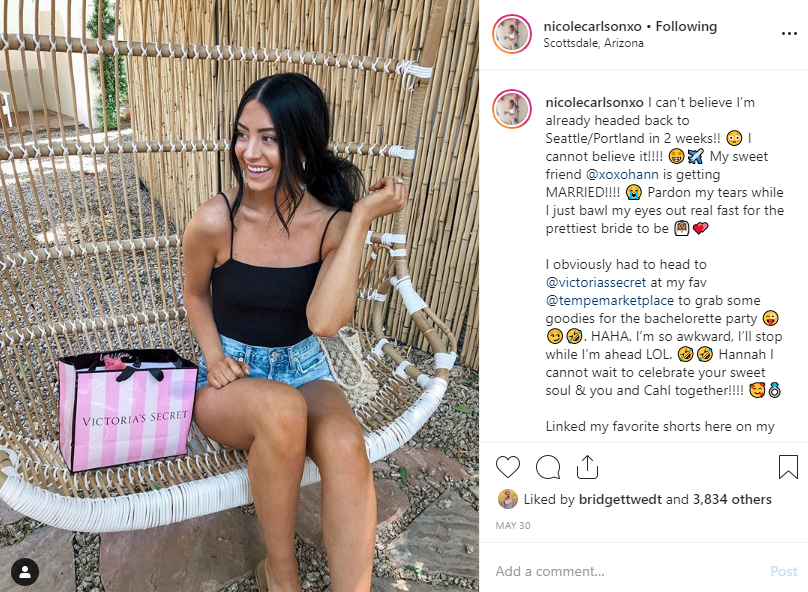 nicolecarlsonxo • Following
Scottsdale, Arizona
nicolecarlsonxo I can't believe I'm
already headed back to
Seattle/Portland in 2 weeks!! 😳 I
cannot believe it!!!! 🤩✈️ My sweet
friend @xoxohann is getting
MARRIED!!!! 😭 Pardon my tears while
I just bawl my eyes out real fast for the
prettiest bride to be 👰🏾💕
I obviously had to head to
@victoriassecret at my fav
@tempemarketplace to grab some
goodies for the bachelorette party 😜
😏🤣. HAHA. I'm so awkward, I'll stop
while I'm ahead LOL. 🤣🤣 Hannah I
cannot wait to celebrate your sweet
soul & you and Cahl together!!!! 🥰💍
Linked my favorite shorts here on my
Liked by bridgettwedt and 3,834 others
MAY 30
Add a comment...
Post
VICTORIA'S SECRET